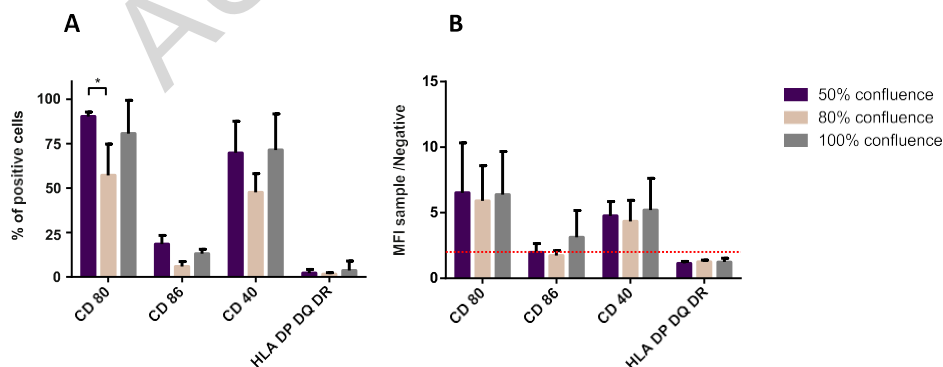 A
B
% of positive cells
100
75
50
25
0
*
CD 80
CD 86
CD 40
HLA DP DQ DR
MFI sample /Negative
15
10
5
0
CD 80
CD 86
CD 40
HLA DP DQ DR
50% confluence
80% confluence
100% confluence